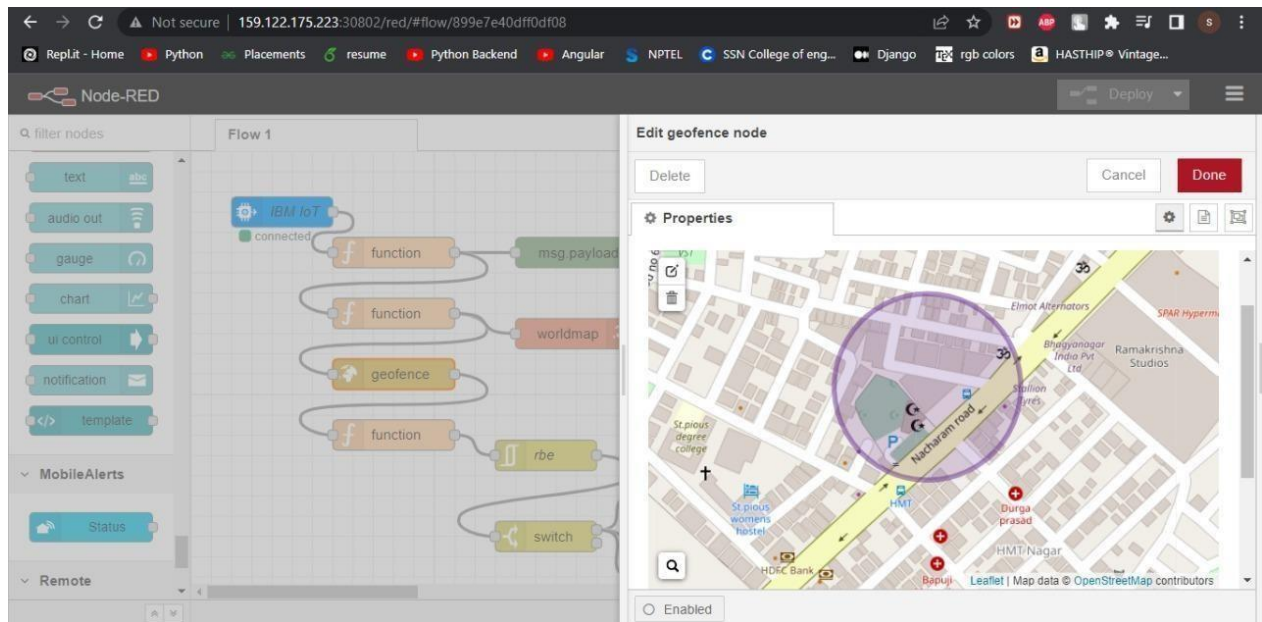 Not secure | 159.122.175.223:30802/red/#flow/899e7e40dff0df08
ABP
s
Repl.it - Home Python Placements resume Python Backend Angular NPTEL SSN College of eng... Django rgb colors HASTHIP® Vintage...
Node-RED
Deploy
filter nodes
Flow 1
Edit geofence node
Delete
Cancel
Done
Properties
text
abc
audio out
gauge
chart
ui control
notification
template
MobileAlerts
Status
Remote
IBM IoT
connected
function
msg.payload
function
worldmap
geofence
function
rbe
switch
Elmot Alternators
SPAR Hyperm
Bhagyanagar
India Pvt
Ltd
Ramakrishna
Studios
Stallion
Tyres
Nacharam road
St.pious
degree
college
P
HMT
St.pious
womens
hostel
Durga
prasad
HMT Nagar
HDFC Bank
Bapuji
Leaflet | Map data © OpenStreetMap contributors
Enabled